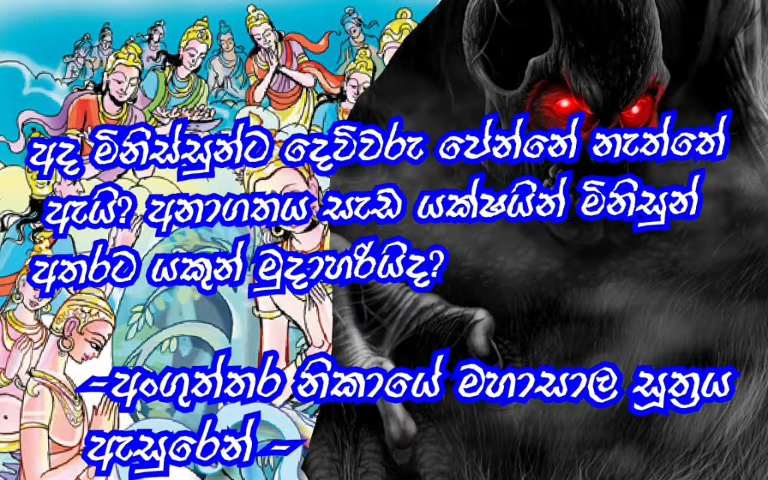 අද මිනිස්සුන්ට දෙවිවරු පේන්නේ නැත්තේ
ඇයි? අනාගතය සැඩ යක්ෂයින් මිනිසුන්
අතරට යකුන් මුදාහරියිද?
-අංගුත්තර නිකායේ මහාසාල සූත්‍රය
ඇසුරෙන් -